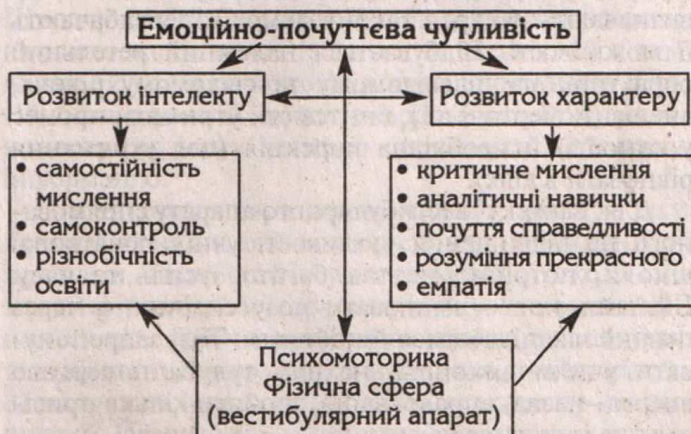 Емоційно-почуттєва чутливість
Розвиток інтелекту
Розвиток характеру
• самостійність
мислення
• самоконтроль
• різнобічність
освіти
• критичне мислення
• аналітичні навички
• почуття справедливості
• розуміння прекрасного
• емпатія
Психомоторика
Фізична сфера
(вестибулярний апарат)